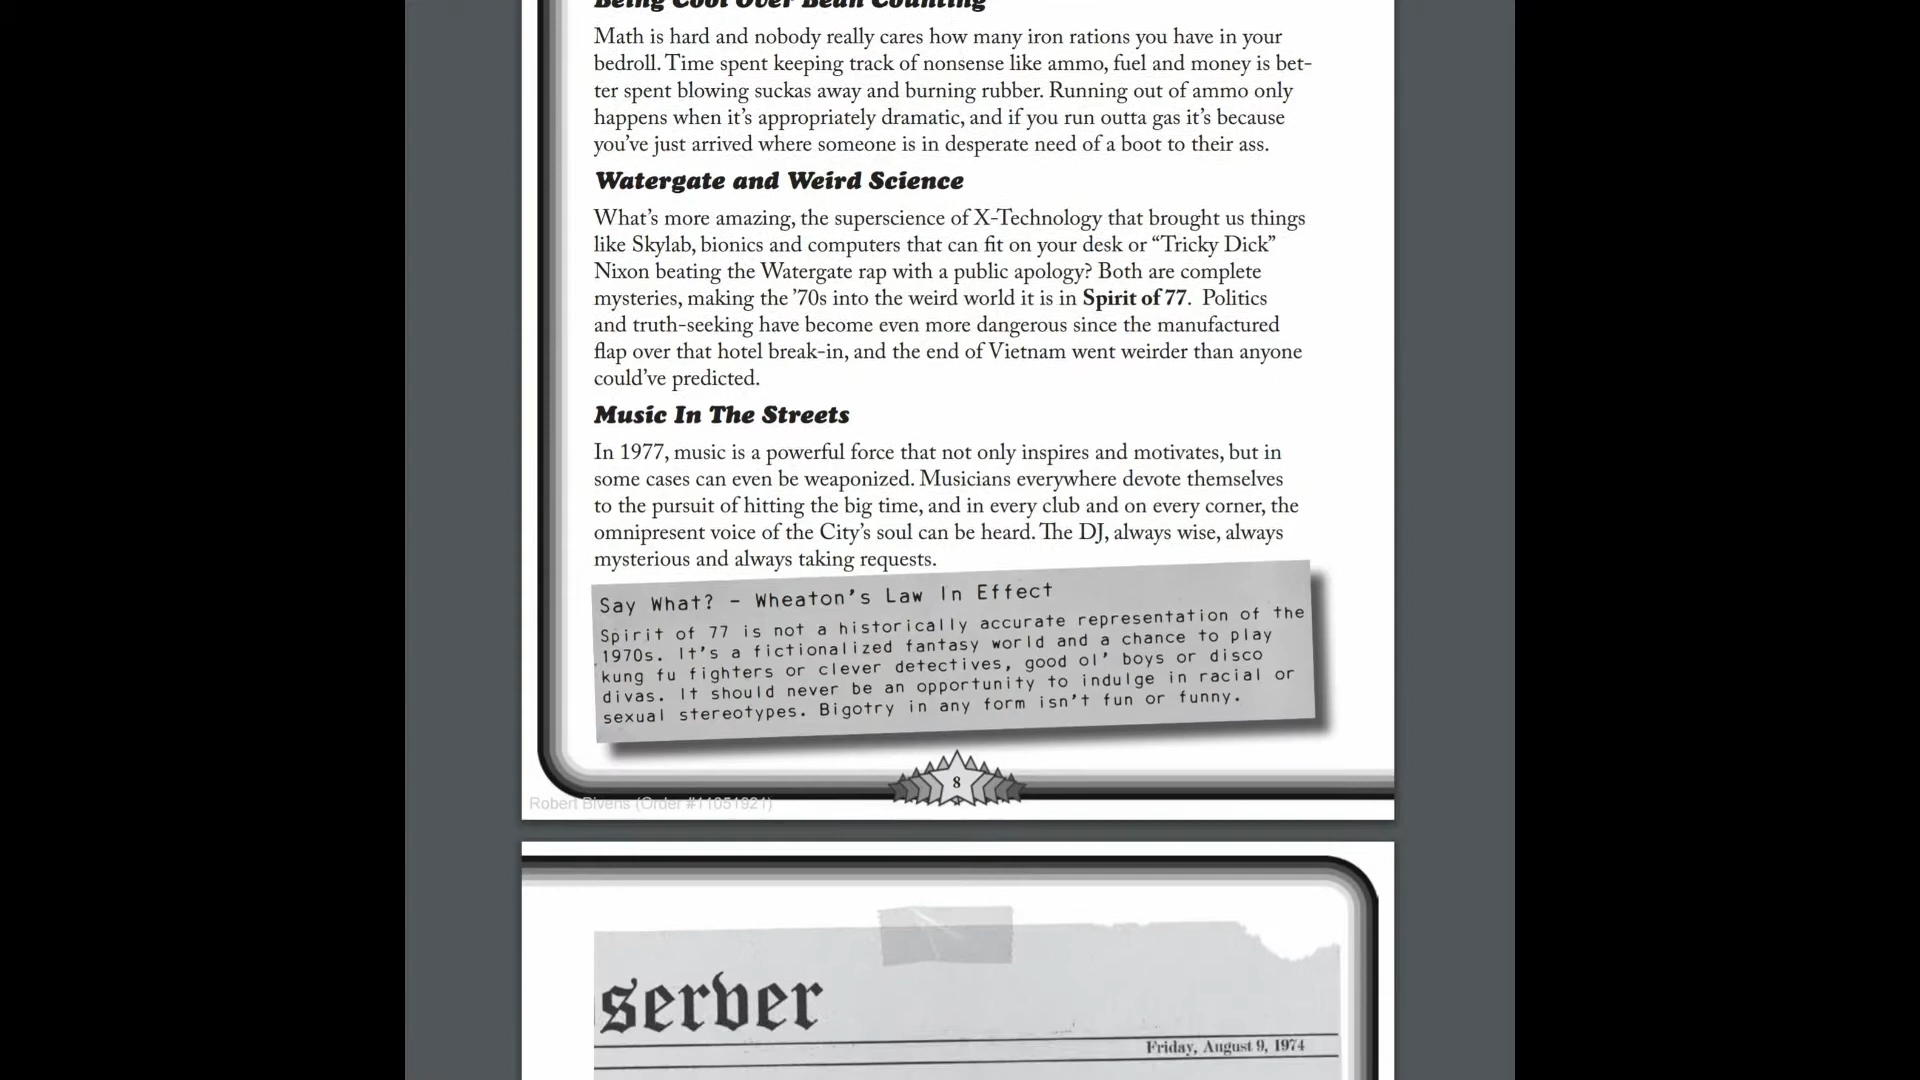 Being Cool Over Bean Counting
Math is hard and nobody really cares how many iron rations you have in your
bedroll. Time spent keeping track of nonsense like ammo, fuel and money is bet-
ter spent blowing suckas away and burning rubber. Running out of ammo only
happens when it's appropriately dramatic, and if you run outta gas it's because
you've just arrived where someone is in desperate need of a boot to their ass.
Watergate and Weird Science
What's more amazing, the superscience of X-Technology that brought us things
like Skylab, bionics and computers that can fit on your desk or “Tricky Dick”
Nixon beating the Watergate rap with a public apology? Both are complete
mysteries, making the ’70s into the weird world it is in Spirit of 77. Politics
and truth-seeking have become even more dangerous since the manufactured
flap over that hotel break-in, and the end of Vietnam went weirder than anyone
could've predicted.
Music In The Streets
In 1977, music is a powerful force that not only inspires and motivates, but in
some cases can even be weaponized. Musicians everywhere devote themselves
to the pursuit of hitting the big time, and in every club and on every corner, the
omnipresent voice of the City's soul can be heard. The DJ, always wise, always
mysterious and always taking requests.
Say What? - Wheaton's Law In Effect
Spirit of 77 is not a historically accurate representation of the
1970s. It's a fictionalized fantasy world and a chance to play
kung fu fighters or clever detectives, good ol' boys or disco
divas. It should never be an opportunity to indulge in racial or
sexual stereotypes. Bigotry in any form isn't fun or funny.
8
Robert Bivens (Order #11051921)
server
Friday, August 9, 1974